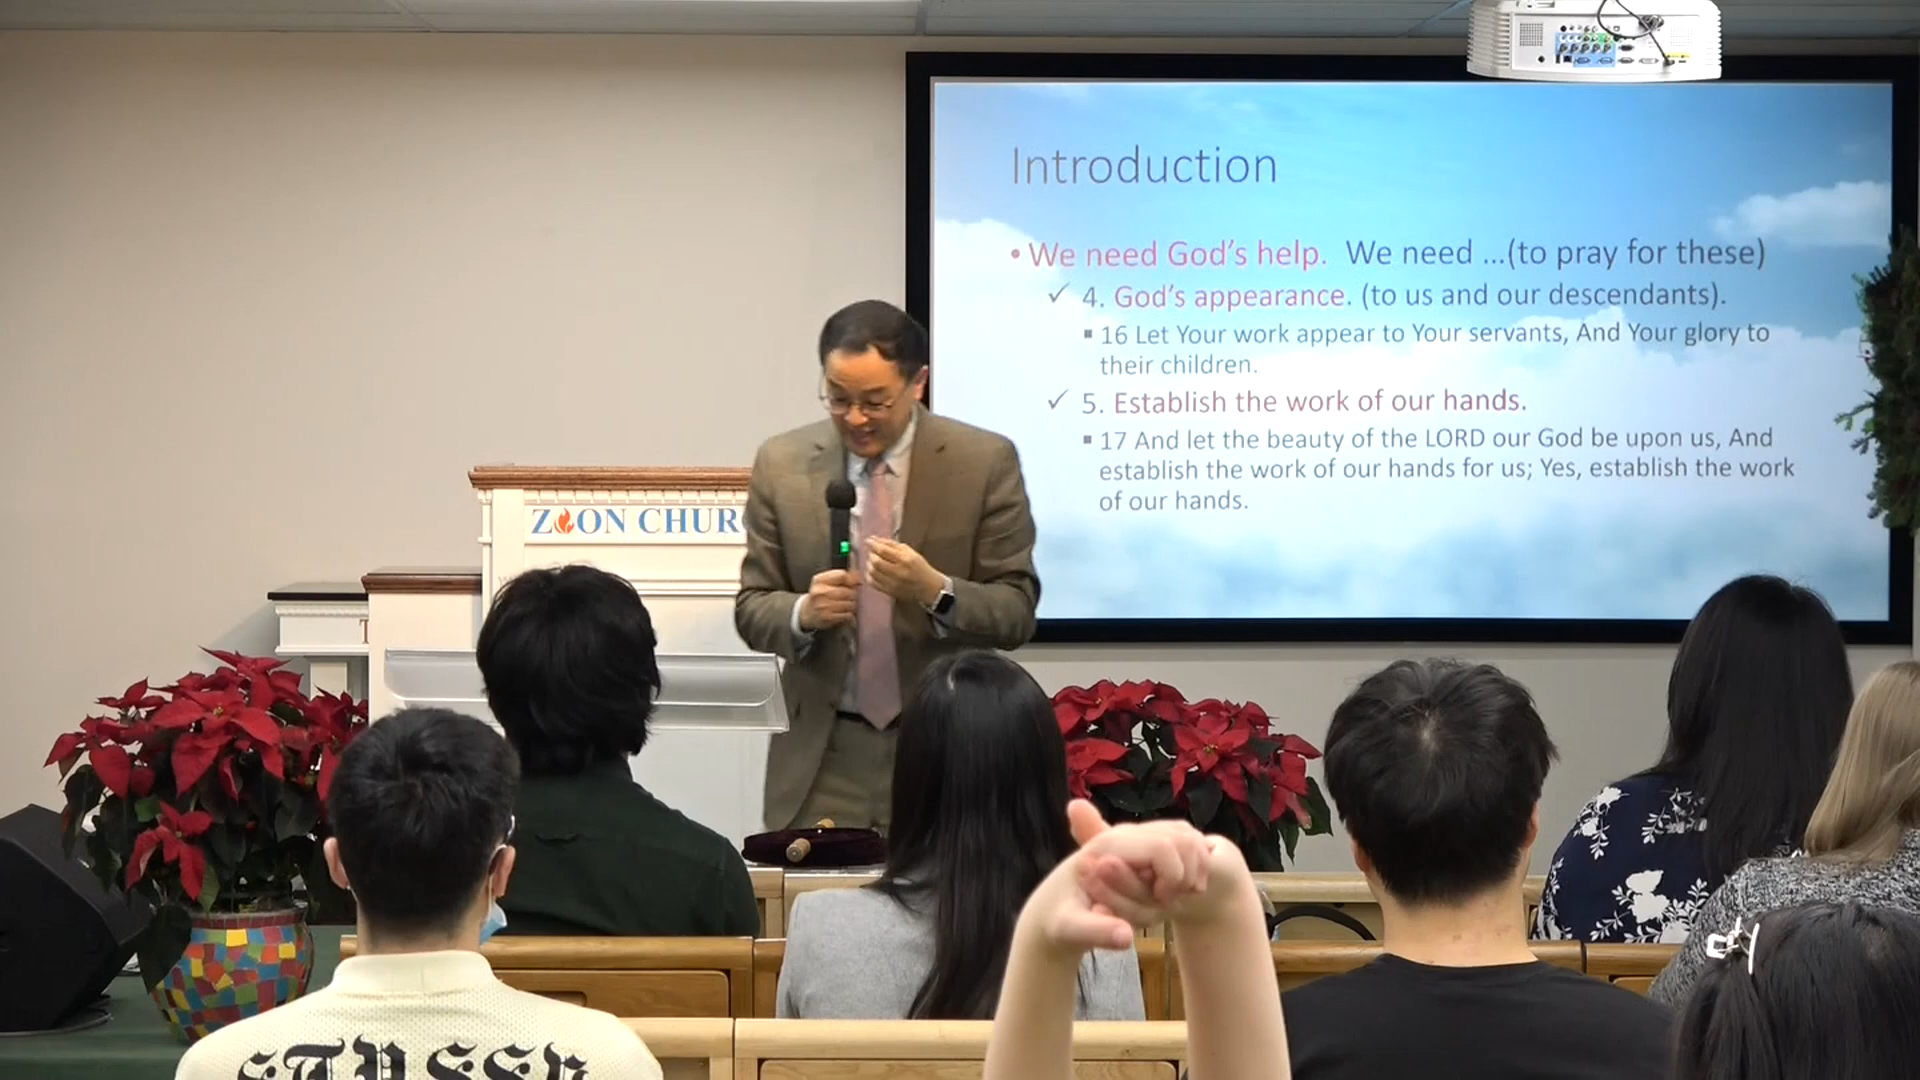 Introduction
• We need God's help. We need ...(to pray for these)
✓ 4. God's appearance. (to us and our descendants).
▪ 16 Let Your work appear to Your servants, And Your glory to
their children.
✓ 5. Establish the work of our hands.
▪ 17 And let the beauty of the LORD our God be upon us, And
establish the work of our hands for us; Yes, establish the work
of our hands.
ZION CHUR